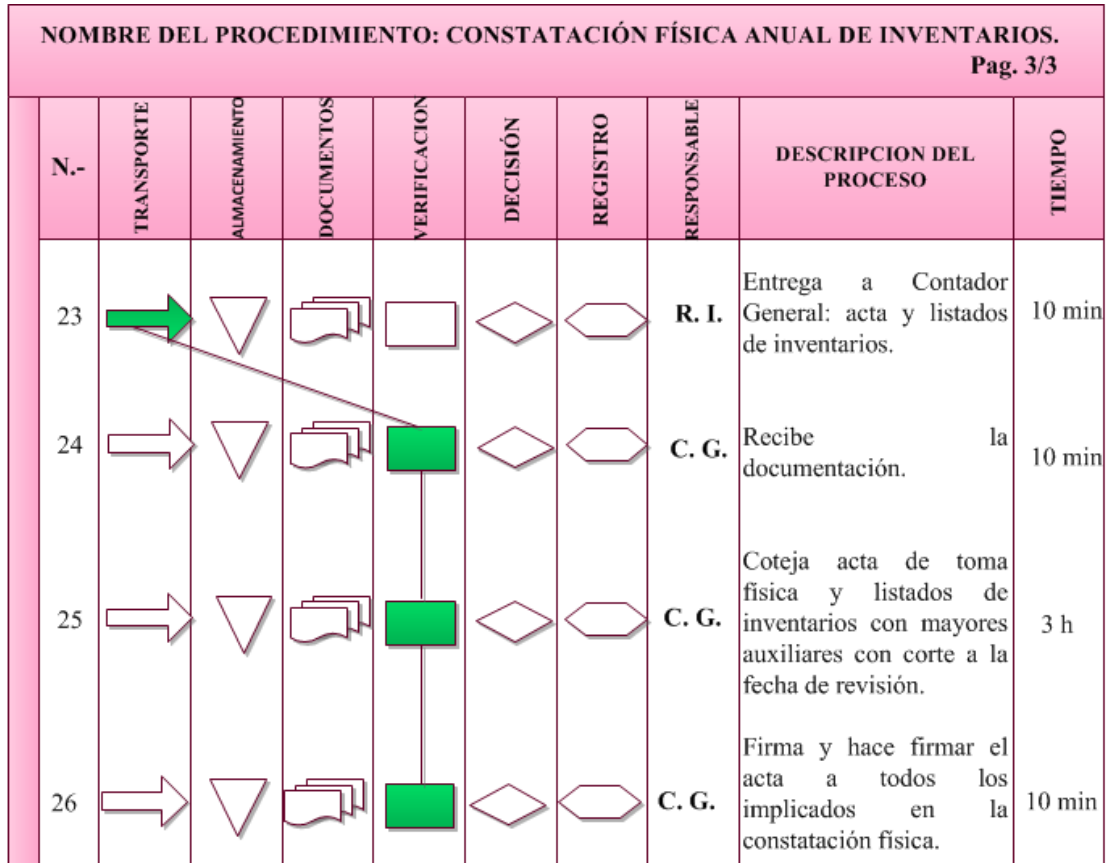 NOMBRE DEL PROCEDIMIENTO: CONSTATACIÓN FÍSICA ANUAL DE INVENTARIOS.
Pag. 3/3
N.-
TRANSPORTE
ALMACENAMIENTO
DOCUMENTOS
VERIFICACION
DECISIÓN
REGISTRO
RESPONSABLE
DESCRIPCION DEL
PROCESO
TIEMPO
23
R. I.
Entrega a Contador
General: acta y listados
de inventarios.
10 min
24
C. G.
Recibe la
documentación.
10 min
25
C. G.
Coteja acta de toma
física y listados de
inventarios con mayores
auxiliares con corte a la
fecha de revisión.
3 h
26
C. G.
Firma y hace firmar el
acta a todos los
implicados en la
constatación física.
10 min